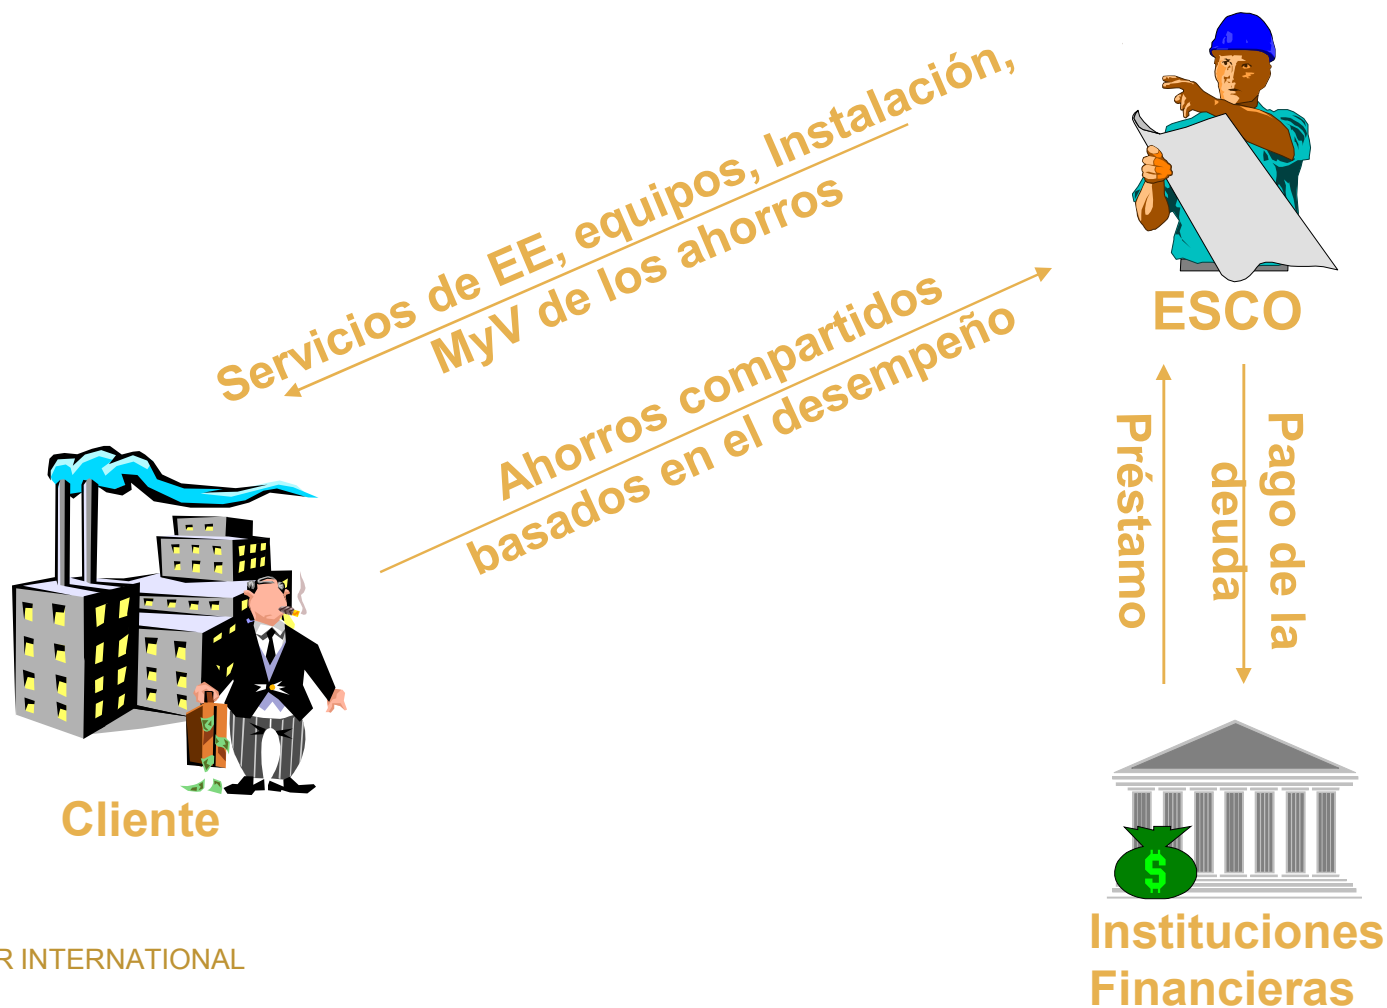 Servicios de EE, equipos, Instalación,
MyV de los ahorros
Ahorros compartidos
basados en el desempeño
ESCO
Préstamo
Pago de la
deuda
$
Cliente
Instituciones
Financieras
R INTERNATIONAL